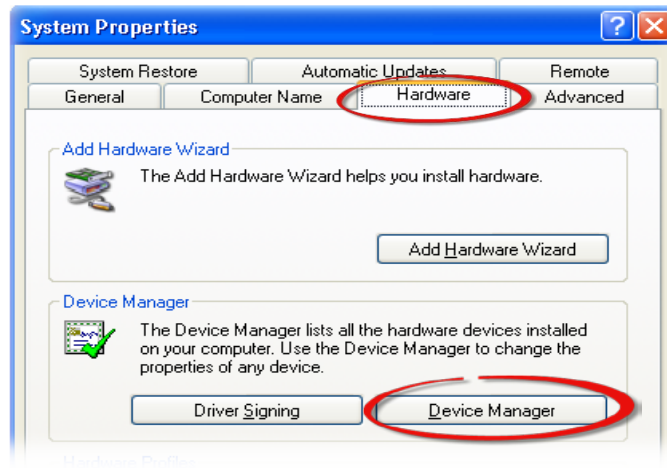 System Properties
System Restore
Automatic Updates
Remote
General
Computer Name
Hardware
Advanced
Add Hardware Wizard
The Add Hardware Wizard helps you install hardware.
Add Hardware Wizard
Device Manager
The Device Manager lists all the hardware devices installed
on your computer. Use the Device Manager to change the
properties of any device.
Driver Signing
Device Manager
Hardware Profiles